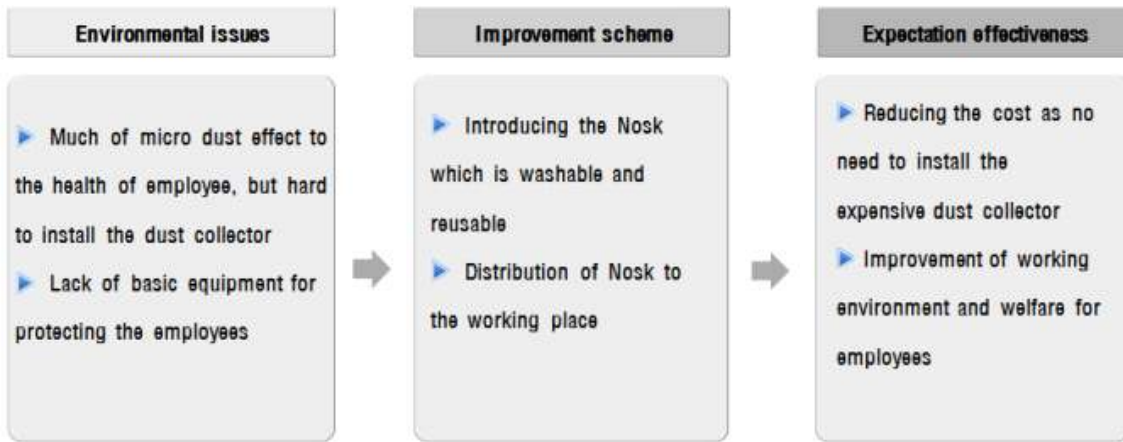 Environmental issues
Much of micro dust effect to
the health of employee, but hard
to install the dust collector
Lack of basic equipment for
protecting the employees
Improvement scheme
Introducing the Nosk
which is washable and
reusable
Distribution of Nosk to
the working place
Expectation effectiveness
Reducing the cost as no
need to install the
expensive dust collector
Improvement of working
environment and welfare for
employees